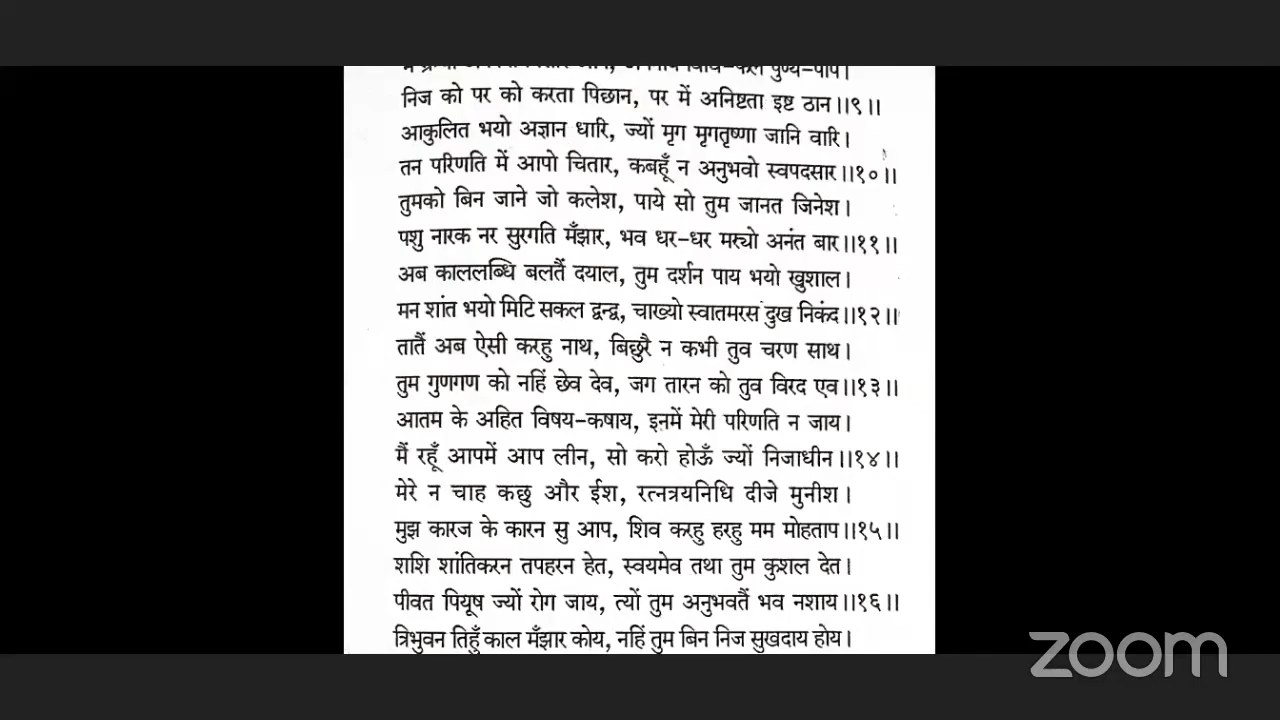 पुण्य-पाप।
निज को पर को करता पिछान, पर में अनिष्टता इष्ट ठान।।९।।
आकुलित भयो अज्ञान धारि, ज्यों मृग मृगतृष्णा जानि वारि।
तन परिणति में आपो चितार, कबहूँ न अनुभवो स्वपदसार।।१०।।
तुमको बिन जाने जो कलेश, पाये सो तुम जानत जिनेश।
पशु नारक नर सुरगति मँझार, भव धर-धर मर्‌यो अनंत बार।।११।।
अब काललब्धि बलतैं दयाल, तुम दर्शन पाय भयो खुशाल।
मन शांत भयो मिटि सकल द्वन्द्व, चाख्यो स्वातमरस दुख निकंद।।१२।।
तातैं अब ऐसी करहु नाथ, बिछुरै न कभी तुव चरण साथ।
तुम गुणगण को नहिं छेव देव, जग तारन को तुव विरद एव।।१३।।
आतम के अहित विषय-कषाय, इनमें मेरी परिणति न जाय।
मैं रहूँ आपमें आप लीन, सो करो होऊँ ज्यों निजाधीन।।१४।।
मेरे न चाह कछु और ईश, रत्नत्रयनिधि दीजे मुनीश।
मुझ कारज के कारन सु आप, शिव करहु हरहु मम मोहताप।।१५।।
शशि शांतिकरन तपहरन हेत, स्वयमेव तथा तुम कुशल देत।
पीवत पियूष ज्यों रोग जाय, त्यों तुम अनुभवतैं भव नशाय।।१६।।
त्रिभुवन तिहुँ काल मँझार कोय, नहिं तुम बिन निज सुखदाय होय।
zoom